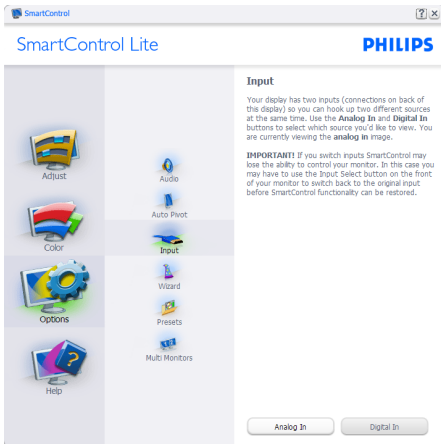 SmartControl
SmartControl Lite
PHILIPS
Adjust
Color
Options
Help
Audio
Auto Pivot
Input
Wizard
Presets
Multi Monitors
Input
Your display has two inputs (connections on back of
this display) so you can hook up two different sources
at the same time. Use the Analog In and Digital In
buttons to select which source you'd like to view. You
are currently viewing the analog in image.
IMPORTANT! If you switch inputs SmartControl may
lose the ability to control your monitor. In this case you
may have to use the Input Select button on the front
of your monitor to switch back to the original input
before SmartControl functionality can be restored.
Analog In
Digital In